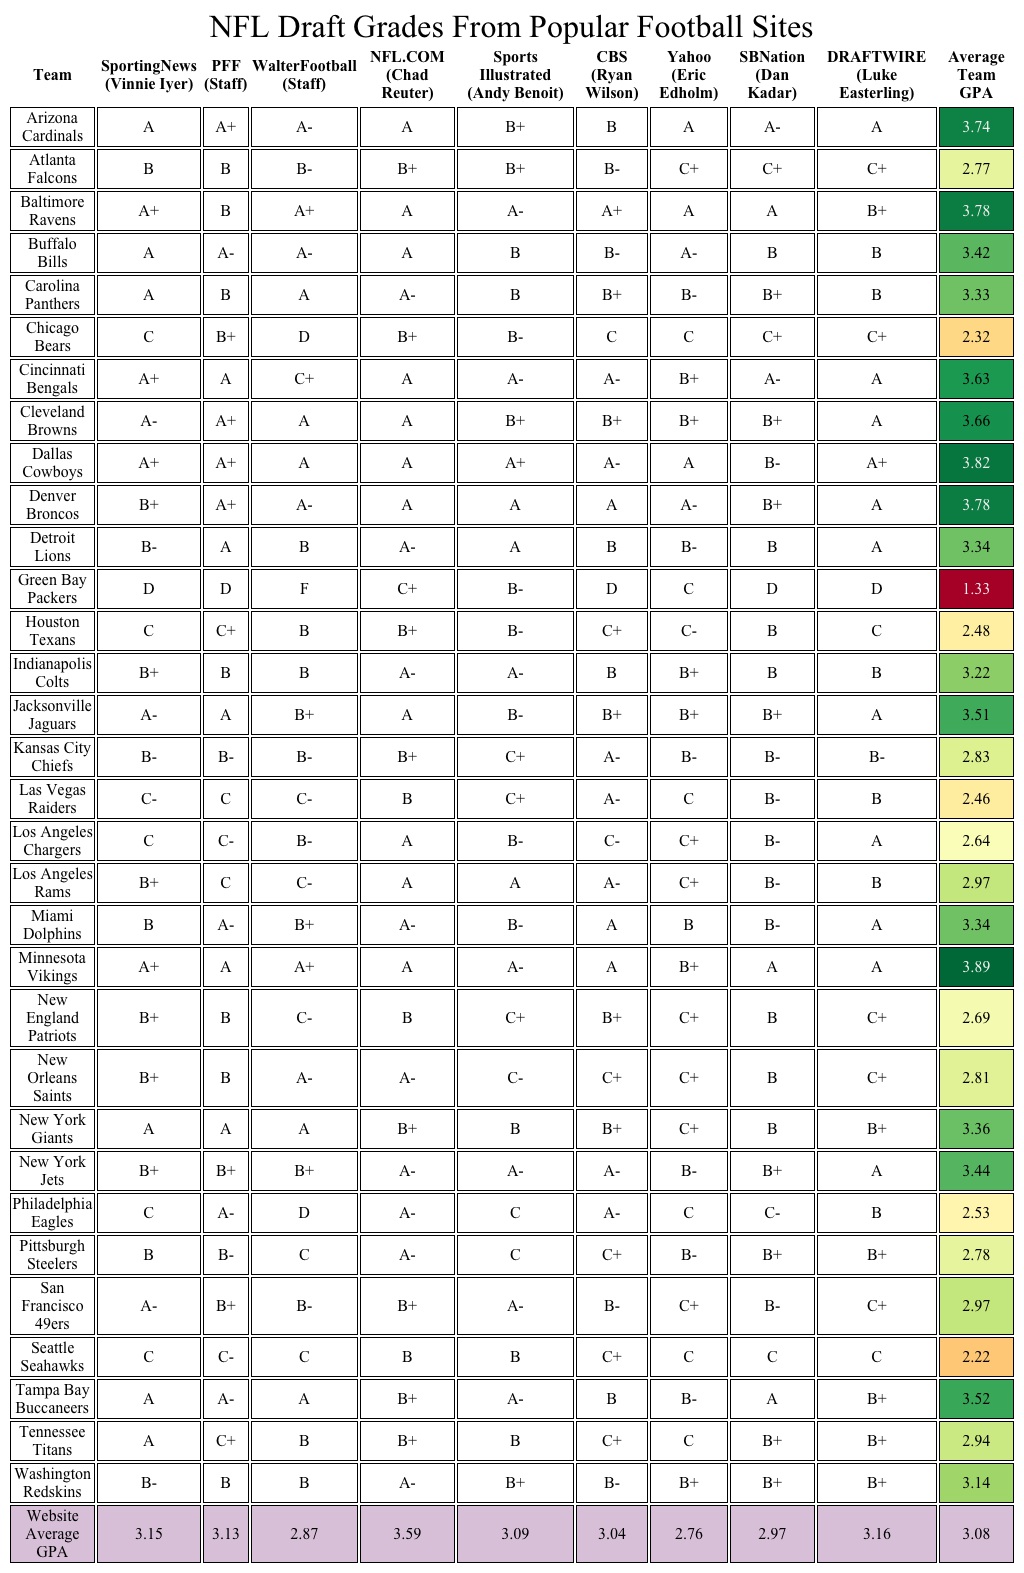 NFL Draft Grades From Popular Football Sites
Team SportingNews (Vinnie Iyer) PFF (Staff) WalterFootball (Staff) NFL.COM (Chad Reuter) Sports Illustrated (Andy Benoit) CBS (Ryan Wilson) Yahoo (Eric Edholm) SBNation (Dan Kadar) DRAFTWIRE (Luke Easterling) Average Team GPA
Arizona Cardinals A A+ A- A B+ B A A- A 3.74
Atlanta Falcons B B B- B+ B+ B- C+ C+ C+ 2.77
Baltimore Ravens A+ B A+ A A- A+ A A B+ 3.78
Buffalo Bills A A- A- A B B- A- B B 3.42
Carolina Panthers A B A A- B B+ B- B+ B 3.33
Chicago Bears C B+ D B+ B- C C C+ C+ 2.32
Cincinnati Bengals A+ A C+ A A- A- B+ A- A 3.63
Cleveland Browns A- A+ A A B+ B+ B+ B+ A 3.66
Dallas Cowboys A+ A+ A A A+ A- A B- A+ 3.82
Denver Broncos B+ A+ A- A A A A- B+ A 3.78
Detroit Lions B- A B A- A B B- B A 3.34
Green Bay Packers D D F C+ B- D C D D 1.33
Houston Texans C C+ B B+ B- C+ C- B C 2.48
Indianapolis Colts B+ B B A- A- B B+ B B 3.22
Jacksonville Jaguars A- A B+ A B- B+ B+ B+ A 3.51
Kansas City Chiefs B- B- B- B+ C+ A- B- B- B- 2.83
Las Vegas Raiders C- C C- B C+ A- C B- B 2.46
Los Angeles Chargers C C- B- A B- C- C+ B- A 2.64
Los Angeles Rams B+ C C- A A A- C+ B- B 2.97
Miami Dolphins B A- B+ A- B- A B B- A 3.34
Minnesota Vikings A+ A A+ A A- A B+ A A 3.89
New England Patriots B+ B C- B C+ B+ C+ B C+ 2.69
New Orleans Saints B+ B A- A- C- C+ C+ B C+ 2.81
New York Giants A A A B+ B B+ C+ B B+ 3.36
New York Jets B+ B+ B+ A- A- A- B- B+ A 3.44
Philadelphia Eagles C A- D A- C A- C C- B 2.53
Pittsburgh Steelers B B- C A- C C+ B- B+ B+ 2.78
San Francisco 49ers A- B+ B- B+ A- B- C+ B- C+ 2.97
Seattle Seahawks C C- C B B C+ C C C 2.22
Tampa Bay Buccaneers A A- A B+ A- B B- A B+ 3.52
Tennessee Titans A C+ B B+ B C+ C B+ B+ 2.94
Washington Redskins B- B B A- B+ B- B+ B+ B+ 3.14
Website Average GPA 3.15 3.13 2.87 3.59 3.09 3.04 2.76 2.97 3.16 3.08